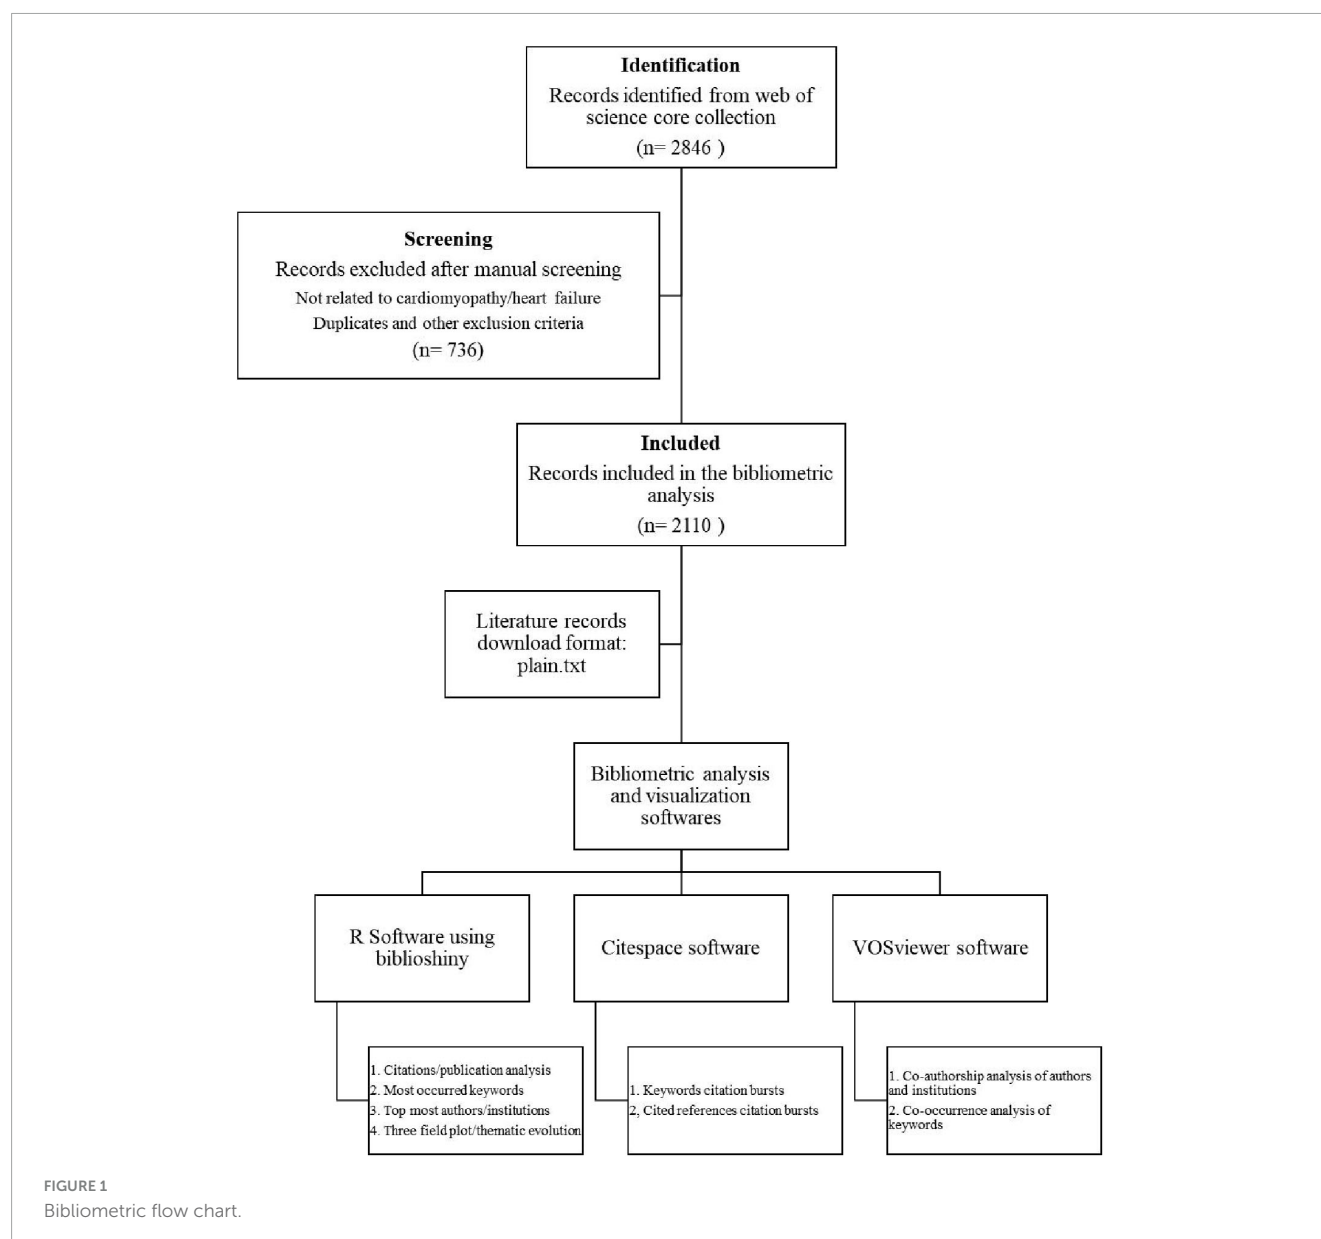 Identification
Records identified from web of
science core collection
(n= 2846 )
Screening
Records excluded after manual screening
Not related to cardiomyopathy/heart failure
Duplicates and other exclusion criteria
(n= 736)
Included
Records included in the bibliometric
analysis
(n= 2110 )
Literature records
download format:
plain.txt
Bibliometric analysis
and visualization
softwares
R Software using
biblioshiny
Citespace software
VOSviewer software
1. Citations/publication analysis
2. Most occurred keywords
3. Top most authors/institutions
4. Three field plot/thematic evolution
1. Keywords citation bursts
2, Cited references citation bursts
1. Co-authorship analysis of authors
and institutions
2. Co-occurrence analysis of
keywords
FIGURE 1
Bibliometric flow chart.